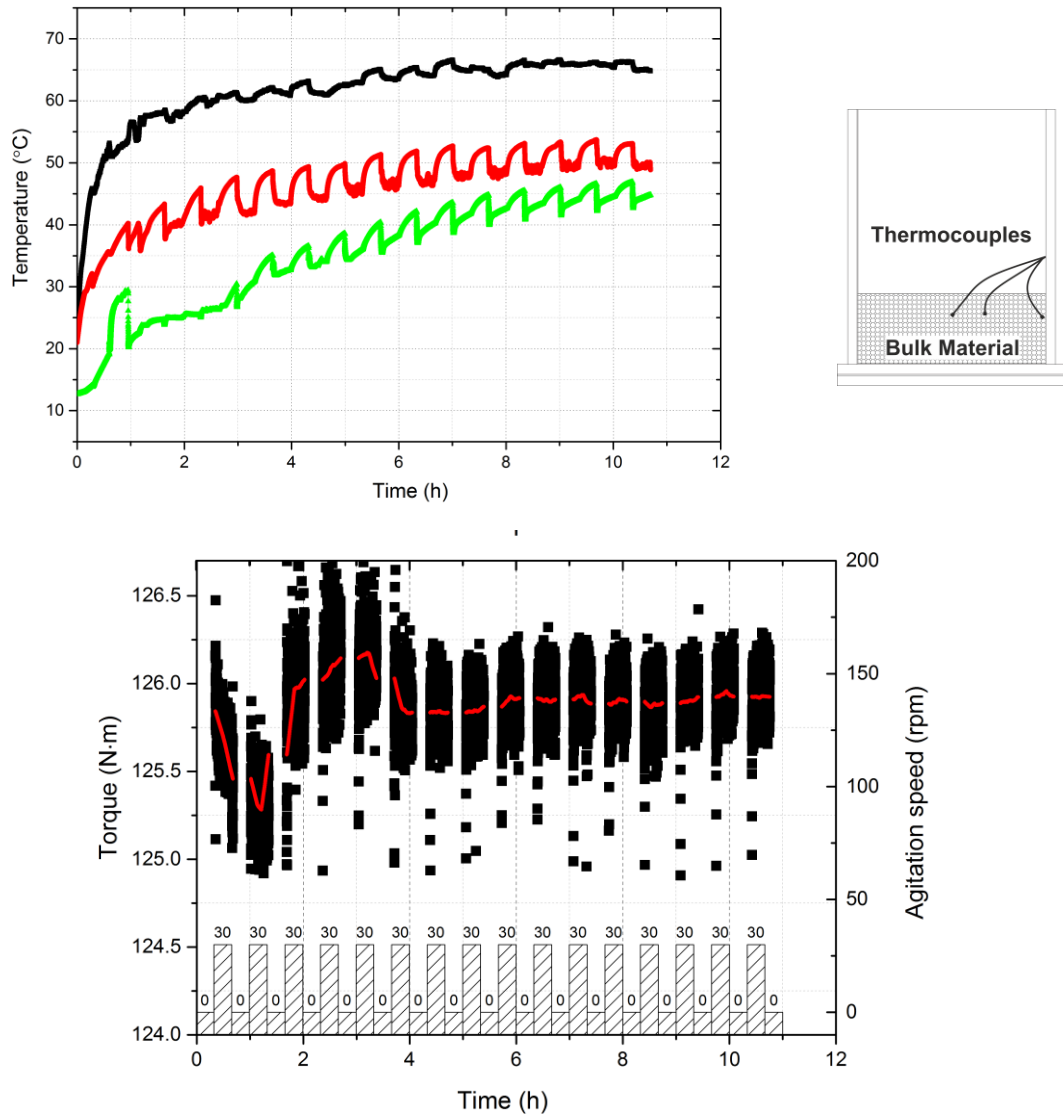 70
60
50
40
30
20
10
Temperature (°C)
0 2 4 6 8 10 12
Time (h)
Thermocouples
Bulk Material
126.5
126.0
125.5
125.0
124.5
124.0
Torque (N·m)
200
150
100
50
0
Agitation speed (rpm)
30 30 30 30 30 30 30 30 30 30 30 30 30 30 30 30
0 0 0 0 0 0 0 0 0 0 0 0 0 0 0 0 0
0 2 4 6 8 10 12
Time (h)